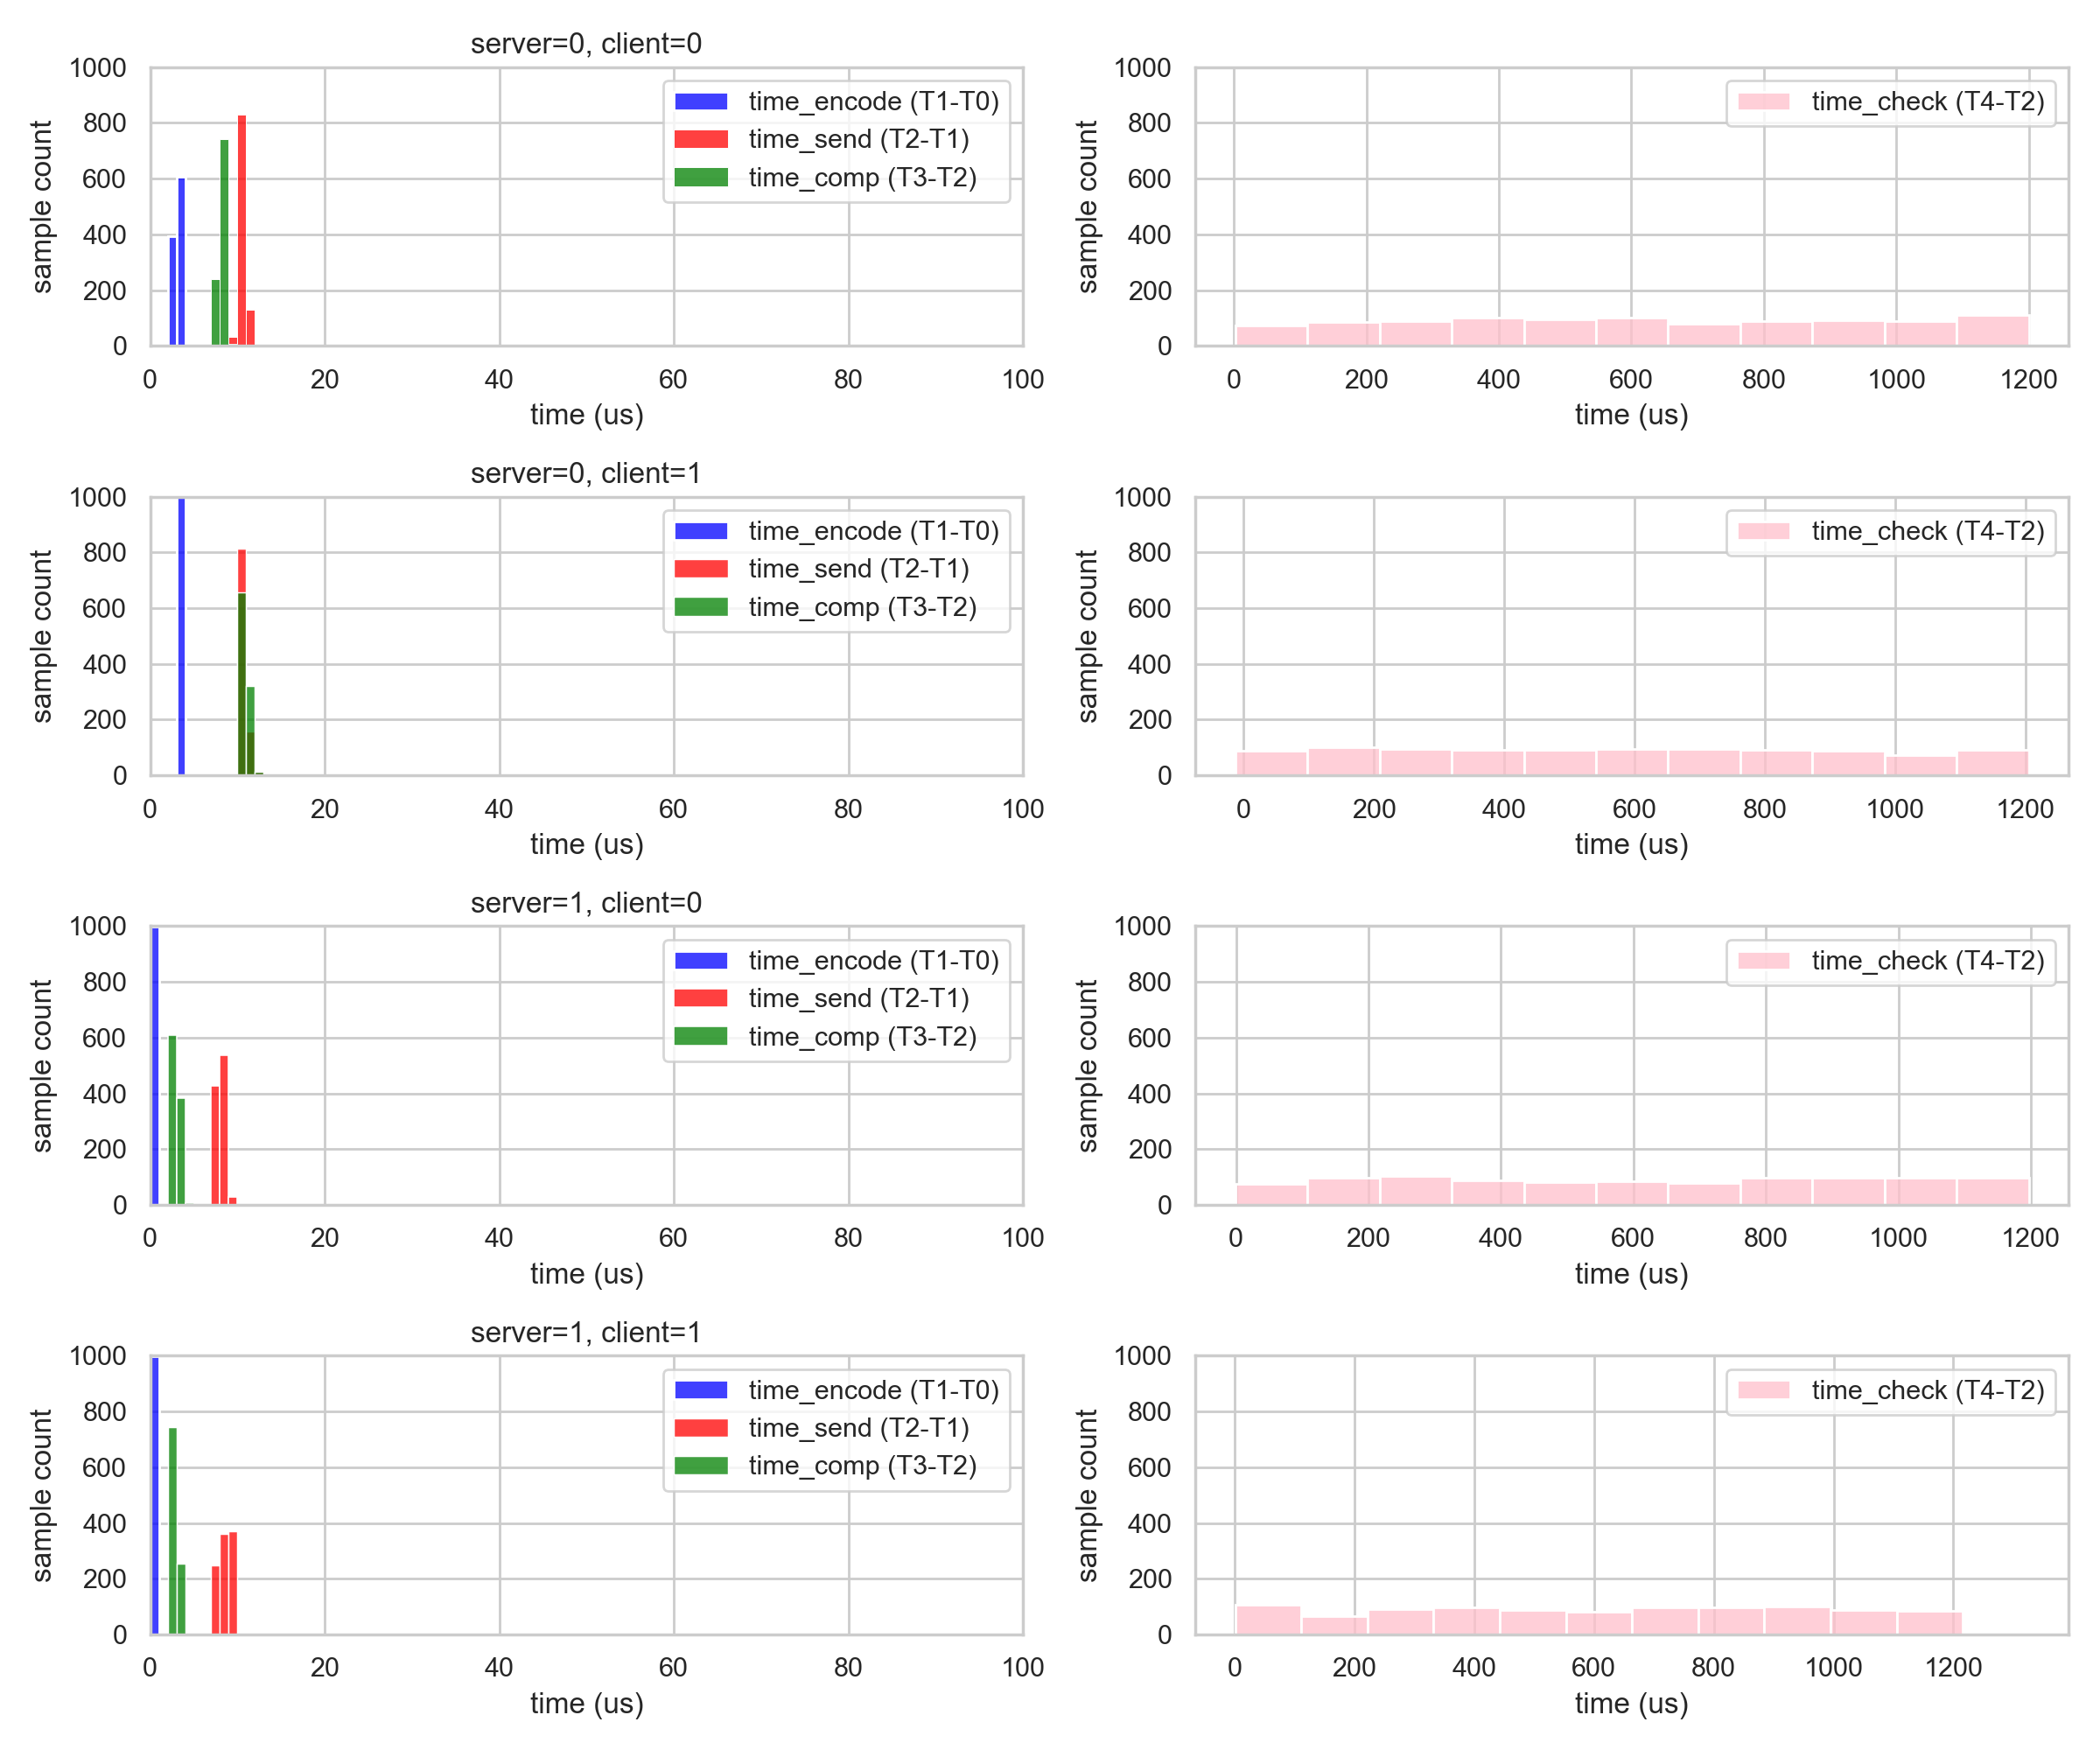 server=0, client=0
1000
800
600
400
200
0
sample count
time_encode (T1-T0)
time_send (T2-T1)
time_comp (T3-T2)
0 20 40 60 80 100
time (us)
1000
800
600
400
200
0
sample count
time_check (T4-T2)
0 200 400 600 800 1000 1200
time (us)
server=0, client=1
1000
800
600
400
200
0
sample count
time_encode (T1-T0)
time_send (T2-T1)
time_comp (T3-T2)
0 20 40 60 80 100
time (us)
1000
800
600
400
200
0
sample count
time_check (T4-T2)
0 200 400 600 800 1000 1200
time (us)
server=1, client=0
1000
800
600
400
200
0
sample count
time_encode (T1-T0)
time_send (T2-T1)
time_comp (T3-T2)
0 20 40 60 80 100
time (us)
1000
800
600
400
200
0
sample count
time_check (T4-T2)
0 200 400 600 800 1000 1200
time (us)
server=1, client=1
1000
800
600
400
200
0
sample count
time_encode (T1-T0)
time_send (T2-T1)
time_comp (T3-T2)
0 20 40 60 80 100
time (us)
1000
800
600
400
200
0
sample count
time_check (T4-T2)
0 200 400 600 800 1000 1200
time (us)